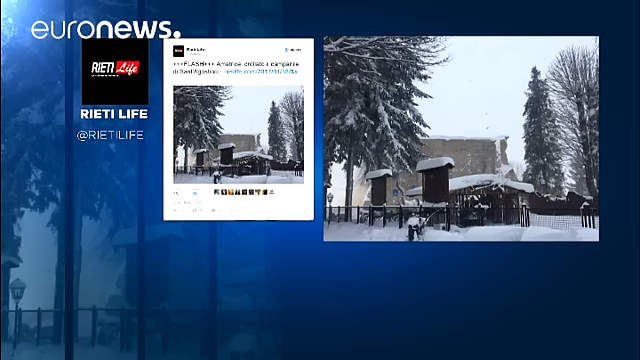 euronews.
RIETI Life
RIETI LIFE
@RIETILIFE
Rieti Life
+++FLASH+++ Amatrice, crollato il campanile
di Sant'Agostino